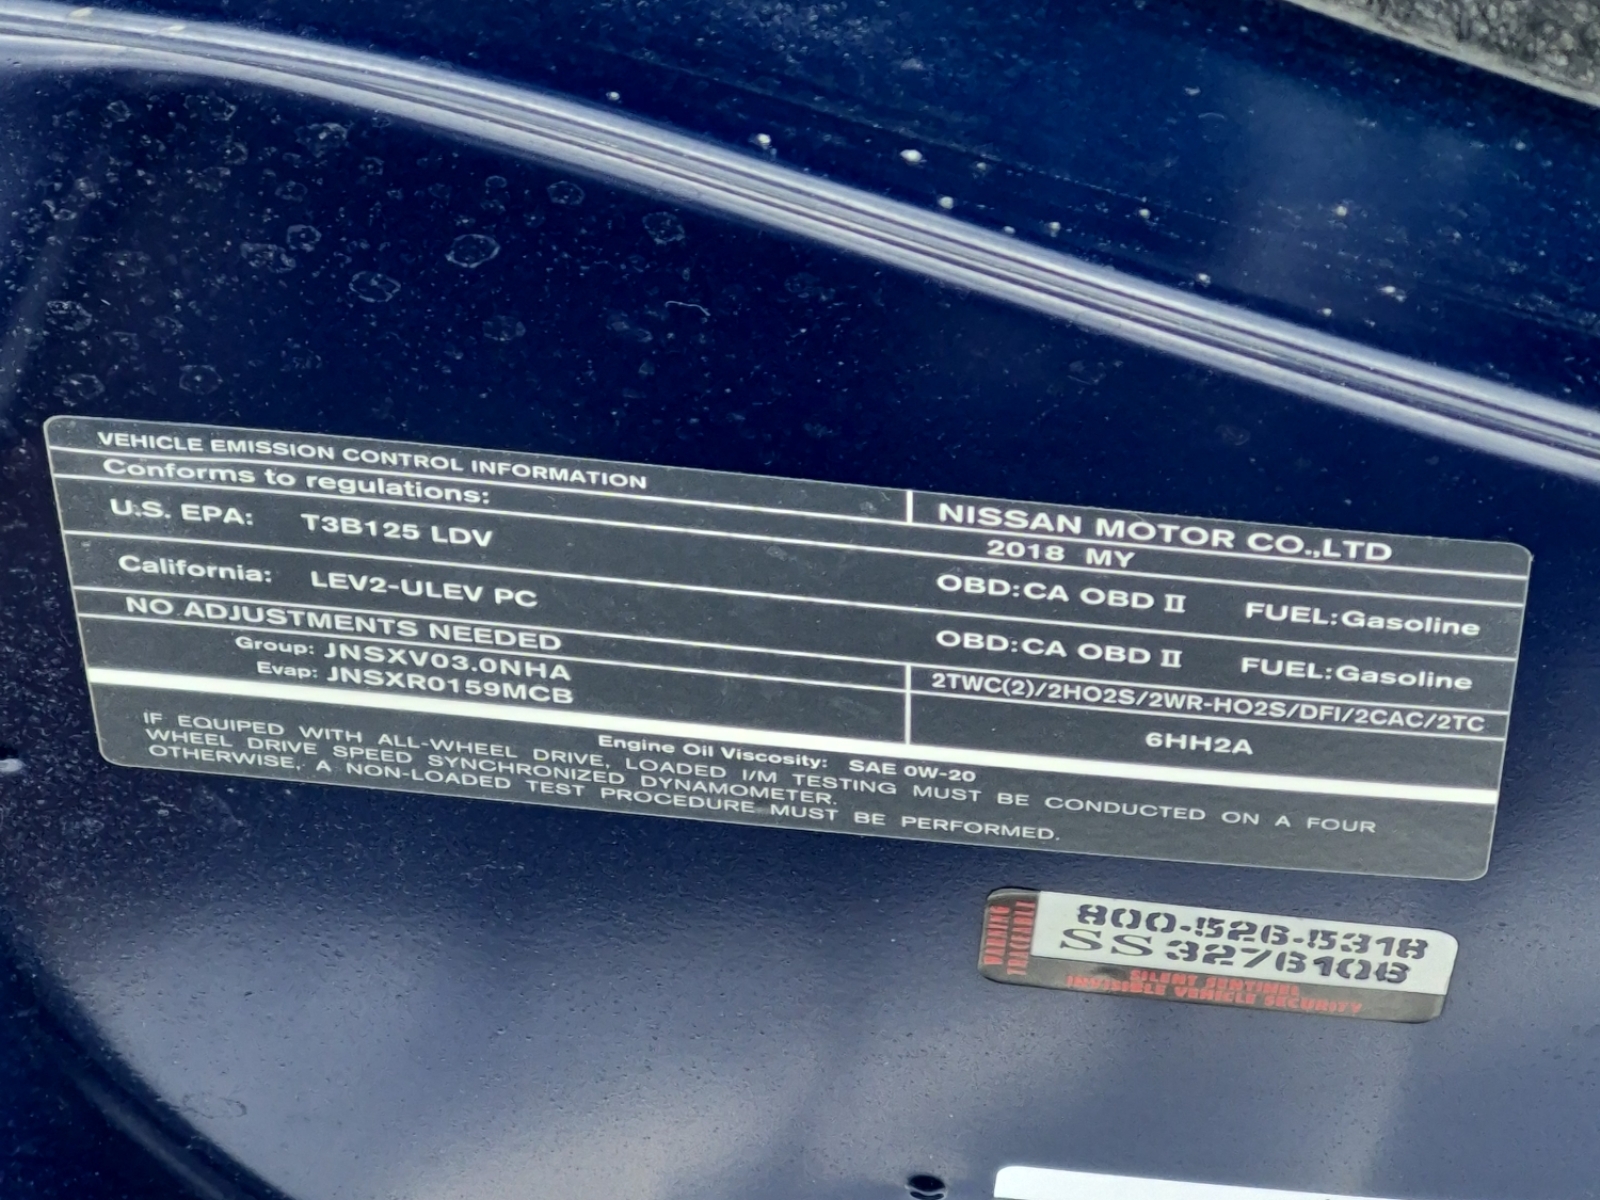 VEHICLE EMISSION CONTROL INFORMATION
NISSAN MOTOR CO.,LTD
Conforms to regulations:
2018 MY
U.S. EPA: T3B125 LDV OBD:CA OBD II FUEL:Gasoline
California: LEV2-ULEV PC OBD:CA OBD II FUEL:Gasoline
NO ADJUSTMENTS NEEDED
2TWC(2)/2HO2S/2WR-HO2S/DFI/2CAC/2TC
Group: JNSXV03.0NHA
Evap: JNSXR0159MCB
6HH2A
Engine Oil Viscosity: SAE 0W-20
IF EQUIPED WITH ALL-WHEEL DRIVE, LOADED I/M TESTING MUST BE CONDUCTED ON A FOUR
WHEEL DRIVE SPEED SYNCHRONIZED DYNAMOMETER.
OTHERWISE, A NON-LOADED TEST PROCEDURE MUST BE PERFORMED.
WARNING
TRACEABLE
800-526-5318
SS3276106
SILENT SENTINEL
INVISIBLE VEHICLE SECURITY